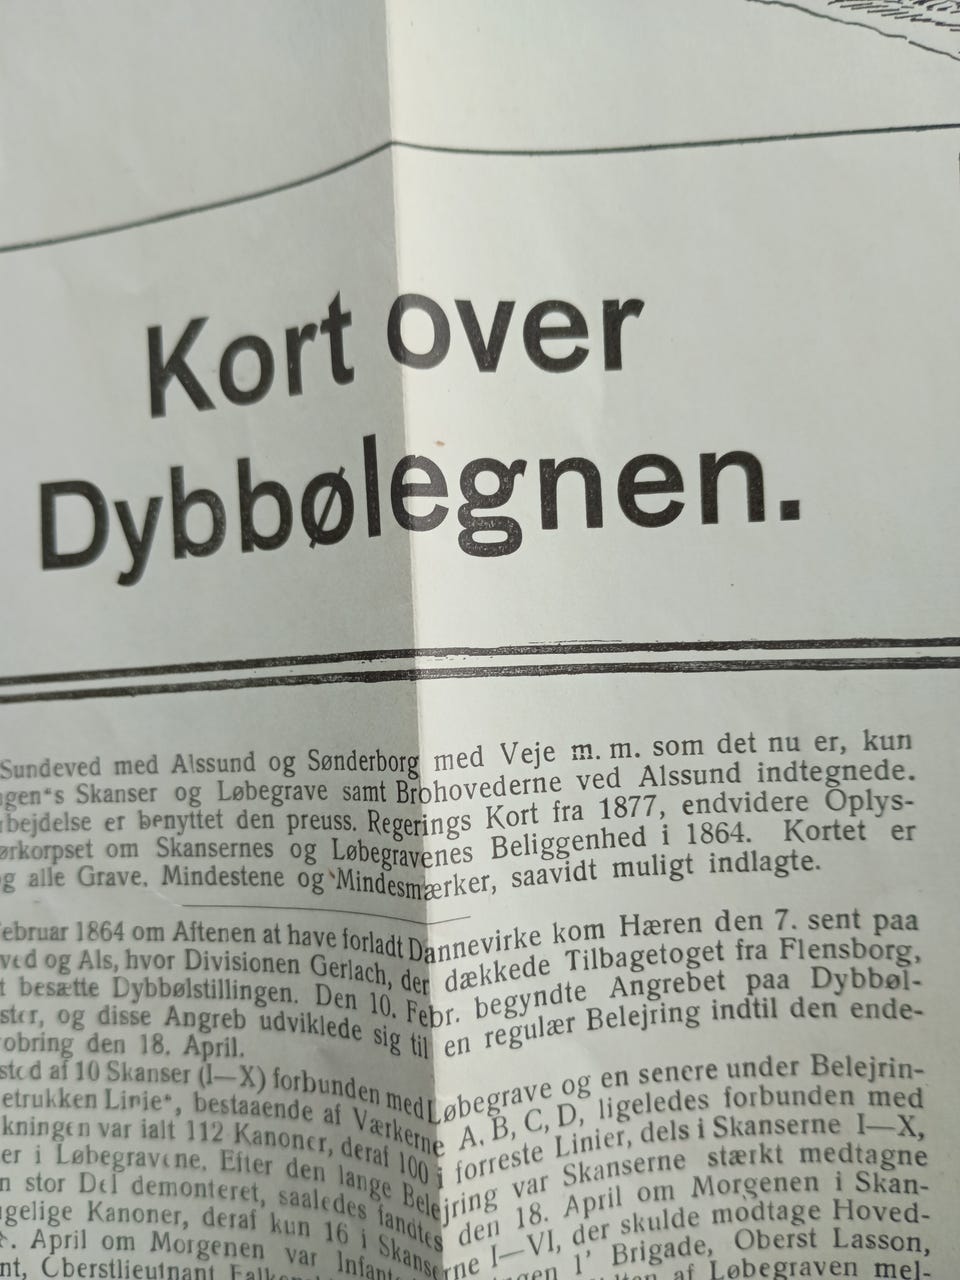 Kort over
Dybbølegnen.
Sundeved med Alssund og Sønderborg med Veje m. m. som det nu er, kun
gen“s Skanser og Løbegrave samt Brohovederne ved Alssund indtegnede.
bejdelse er benyttet den preuss. Regerings Kort fra 1877, endvidere Oplys-
ørkorpset om Skansernes og Løbegravenes Beliggenhed i 1864. Kortet er
g alle Grave, Mindestene og Mindesmærker, saavidt muligt indlagte.
ebruar 1864 om Aftenen at have forladt Dannevirke kom Hæren den 7. sent paa
ved og Als, hvor Divisionen Gerlach, der dækkede Tilbagetoget fra Flensborg,
t besætte Dybbølstillingen. Den 10. Febr. begyndte Angrebet paa Dybbøl-
ster, og disse Angreb udviklede sig til en regulær Belejring indtil den ende-
obring den 18. April.
sted af 10 Skanser (I—X) forbunden med Løbegrave og en senere under Belejrin-
etrukken Linie“, bestaaende af Værkerne A, B, C, D, ligeledes forbunden med
kningen var ialt 112 Kanoner, deraf 100 i forreste Linier, dels i Skanserne I—X,
er i Løbegravene. Efter den lange Belejring var Skanserne stærkt medtagne
n stor Del demonteret, saaledes fandtes den 18. April om Morgenen i Skan-
gelige Kanoner, deraf kun 16 i Skanserne I—VI, der skulde modtage Hoved-
April om Morgenen var Brigade, Oberst Lasson,
nt, Oberstlieutnant af Løbegraven mel-